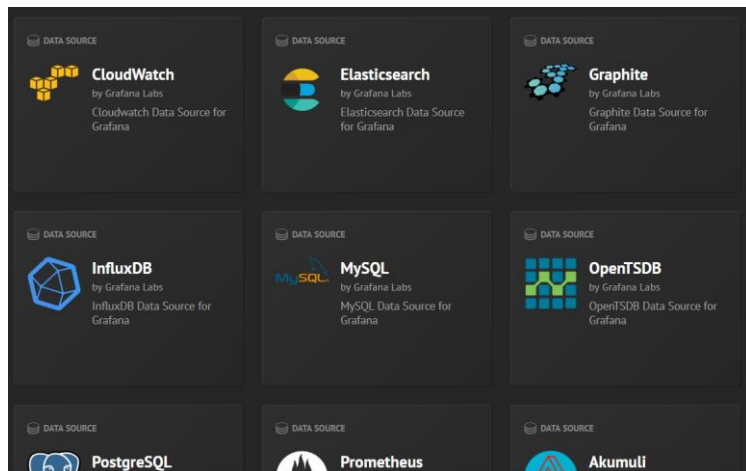 DATA SOURCE
CloudWatch
by Grafana Labs
Cloudwatch Data Source for
Grafana
DATA SOURCE
Elasticsearch
by Grafana Labs
Elasticsearch Data Source
for Grafana
DATA SOURCE
Graphite
by Grafana Labs
Graphite Data Source for
Grafana
DATA SOURCE
InfluxDB
by Grafana Labs
InfluxDB Data Source for
Grafana
DATA SOURCE
MySQL
MySQL
by Grafana Labs
MySQL Data Source for
Grafana
DATA SOURCE
OpenTSDB
by Grafana Labs
OpenTSDB Data Source for
Grafana
DATA SOURCE
PostgreSQL
DATA SOURCE
Prometheus
DATA SOURCE
Akumuli